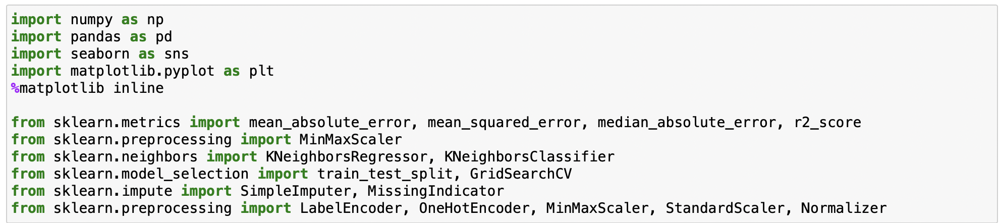 import numpy as np
import pandas as pd
import seaborn as sns
import matplotlib.pyplot as plt
%matplotlib inline

from sklearn.metrics import mean_absolute_error, mean_squared_error, median_absolute_error, r2_score
from sklearn.preprocessing import MinMaxScaler
from sklearn.neighbors import KNeighborsRegressor, KNeighborsClassifier
from sklearn.model_selection import train_test_split, GridSearchCV
from sklearn.impute import SimpleImputer, MissingIndicator
from sklearn.preprocessing import LabelEncoder, OneHotEncoder, MinMaxScaler, StandardScaler, Normalizer